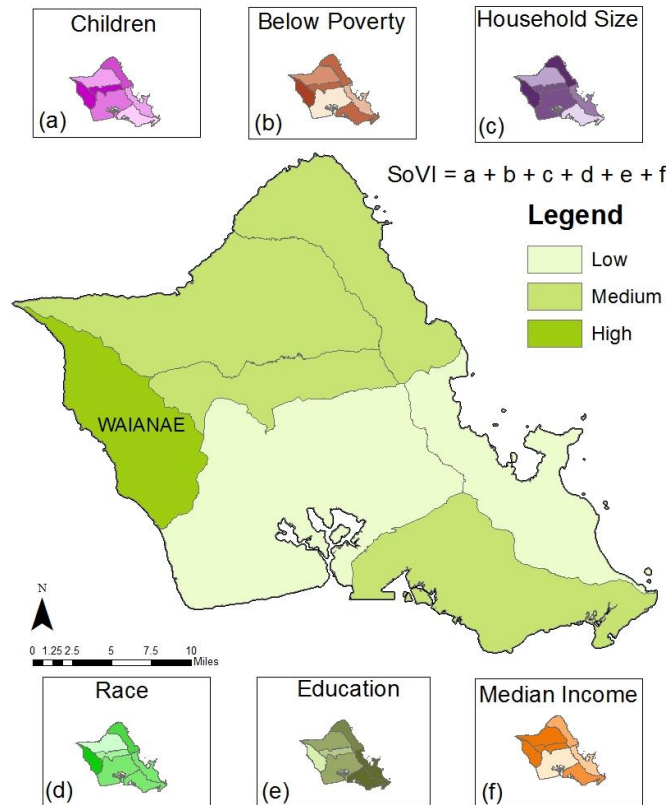 Children
Below Poverty
Household Size
(a)
(b)
(c)
SoVI = a + b + c + d + e + f
Legend
Low
Medium
High
WAIANAE
N
0 1.25 2.5 5 7.5 10
Miles
Race
Education
Median Income
(d)
(e)
(f)